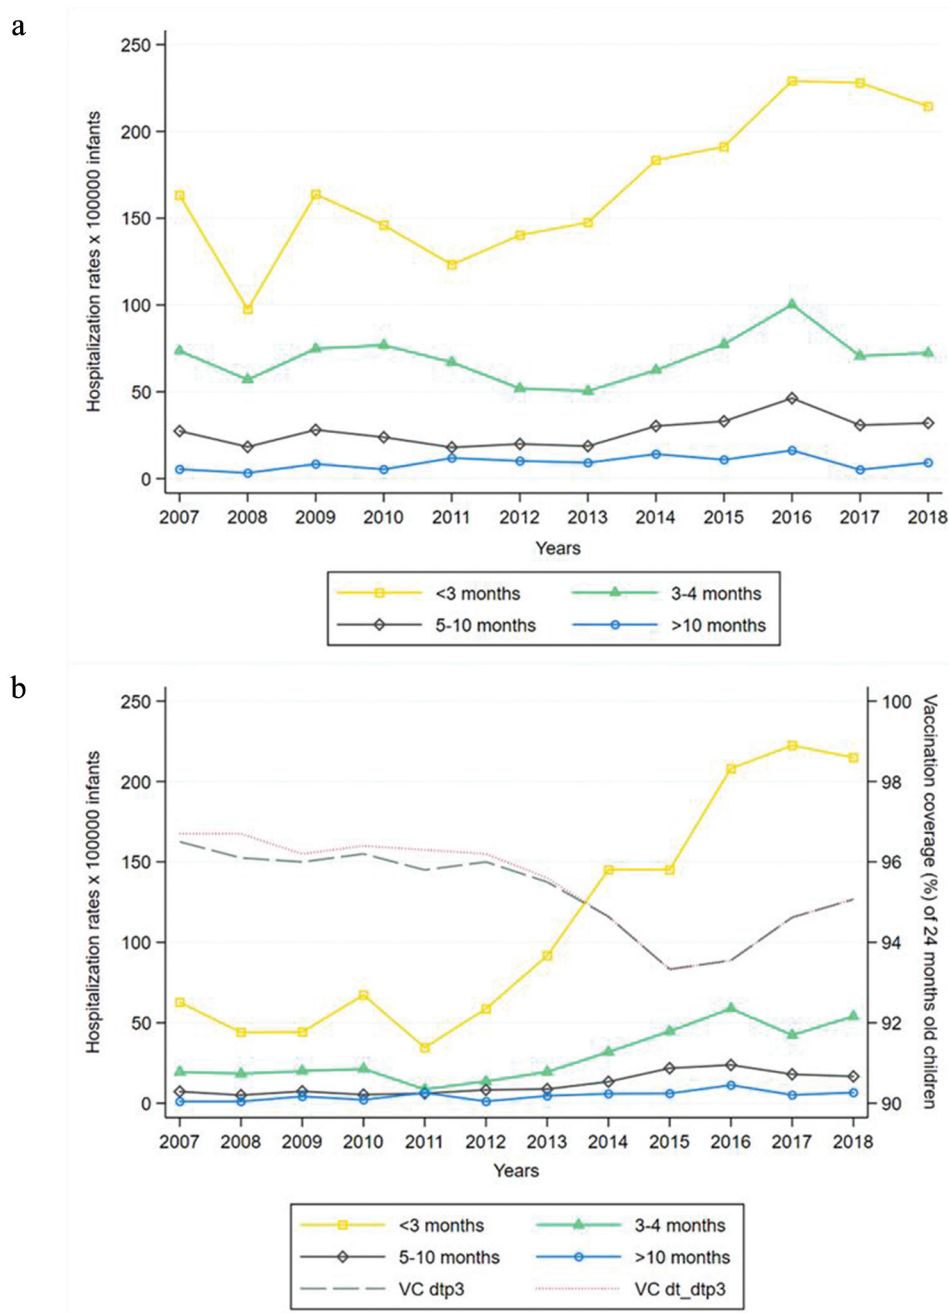 a
Hospitalization rates x 100000 infants
250
200
150
100
50
0
2007 2008 2009 2010 2011 2012 2013 2014 2015 2016 2017 2018
Years
<3 months 3-4 months
5-10 months >10 months
b
Hospitalization rates x 100000 infants
250
200
150
100
50
0
100
98
96
94
92
90
Vaccination coverage (%) of 24 months old children
2007 2008 2009 2010 2011 2012 2013 2014 2015 2016 2017 2018
Years
<3 months 3-4 months
5-10 months >10 months
VC dtp3 VC dt_dtp3